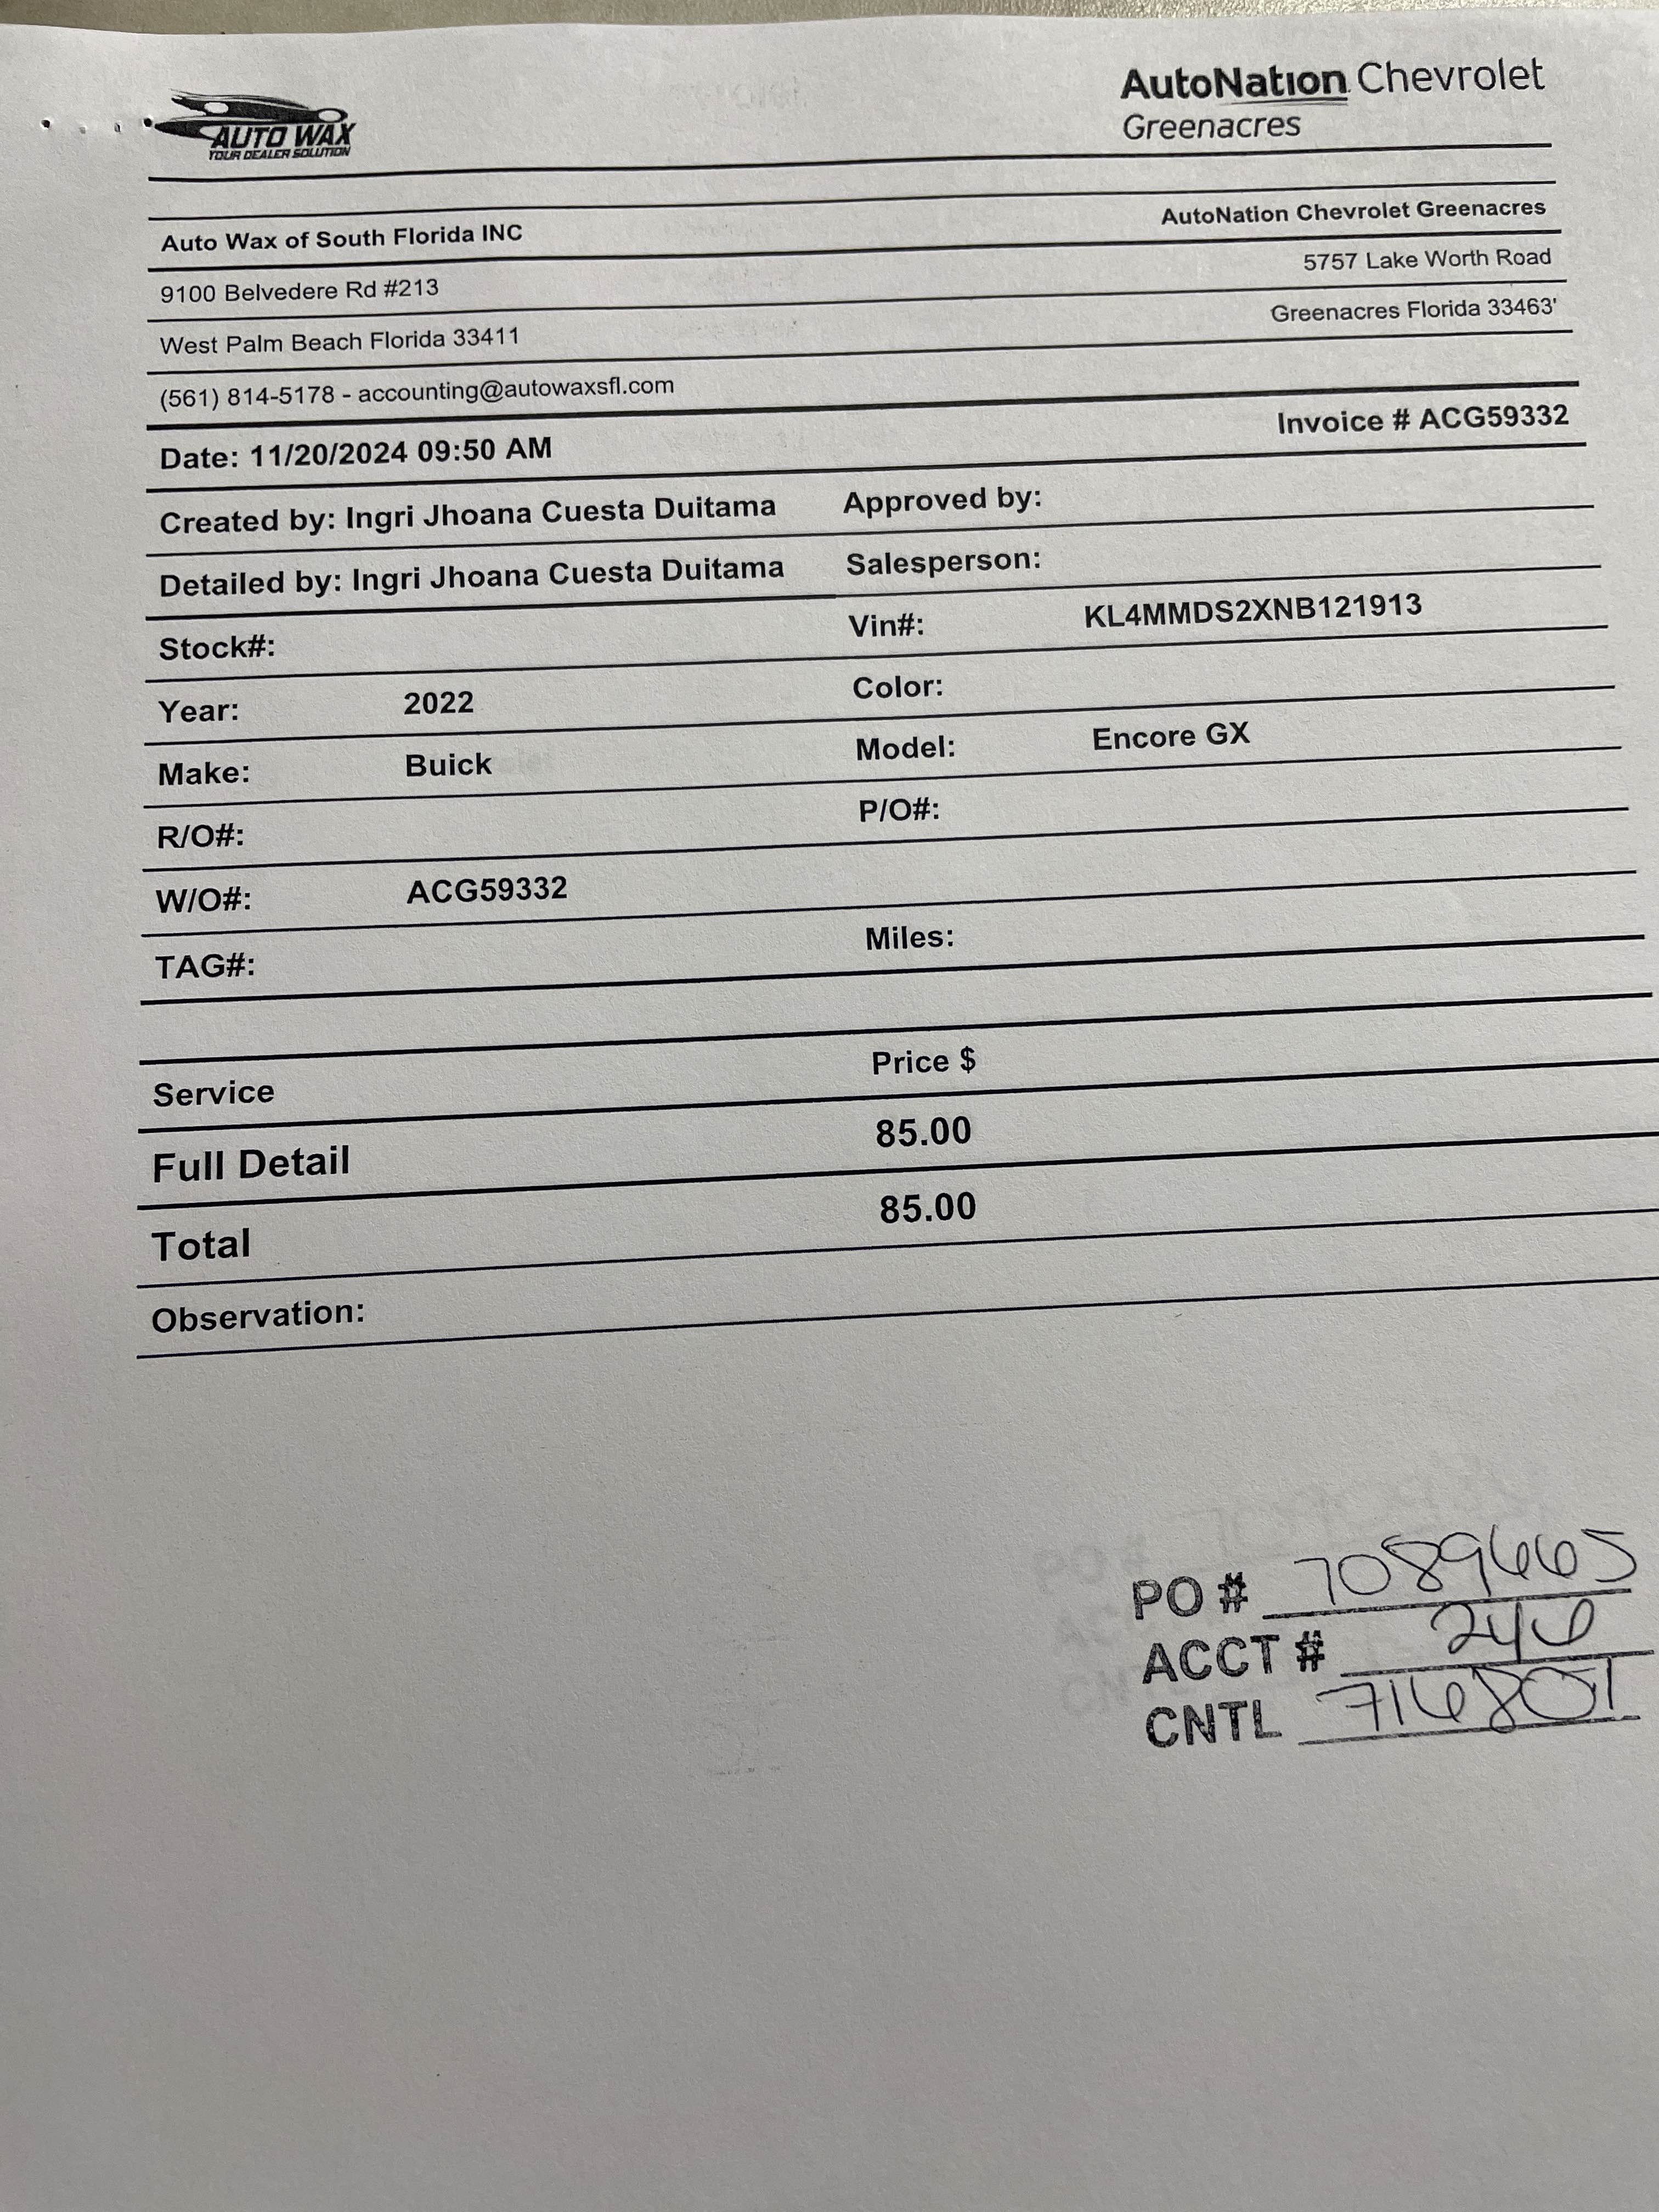 AUTO WAX
YOUR DEALER SOLUTION
AutoNation Chevrolet
Greenacres
Auto Wax of South Florida INC
AutoNation Chevrolet Greenacres
9100 Belvedere Rd #213
5757 Lake Worth Road
West Palm Beach Florida 33411
Greenacres Florida 33463'
(561) 814-5178 - accounting@autowaxsfl.com
Date: 11/20/2024 09:50 AM Invoice # ACG59332
Created by: Ingri Jhoana Cuesta Duitama Approved by:
Detailed by: Ingri Jhoana Cuesta Duitama Salesperson:
Stock#: Vin#: KL4MMDS2XNB121913
Year: 2022 Color:
Make: Buick Model: Encore GX
R/O#: P/O#:
W/O#: ACG59332
TAG#: Miles:
Service Price $
Full Detail 85.00
Total 85.00
Observation:
PO # 7089665
ACCT # 246
CNTL 716801